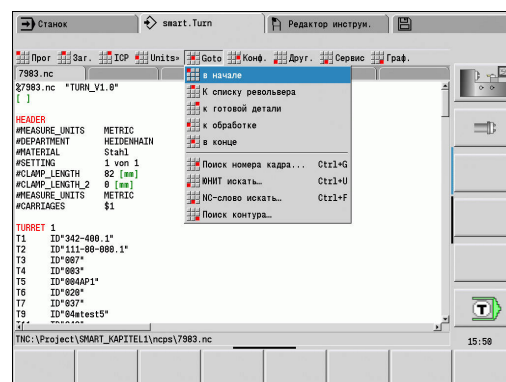 Станок
smart.Turn
Редактор инструм.
Прог Заг. ICP Units» Goto Конф. Друг. Сервис Граф.
7983.nc
%7983.nc "TURN_V1.0"
[ ]
HEADER
#MEASURE_UNITS METRIC
#DEPARTMENT HEIDENHAIN
#MATERIAL Stahl
#SETTING 1 von 1
#CLAMP_LENGTH 82 [mm]
#CLAMP_LENGTH_2 0 [mm]
#MEASURE_UNITS METRIC
#CARRIAGES $1
TURRET 1
T1 ID"342-400.1"
T2 ID"111-80-080.1"
T3 ID"007"
T4 ID"003"
T5 ID"004AP1"
T6 ID"020"
T7 ID"037"
T9 ID"04mtest5"
в начале
К списку револьвера
к готовой детали
к обработке
в конце
Поиск номера кадра… Ctrl+G
ЮНИТ искать… Ctrl+U
NC-слово искать… Ctrl+F
Поиск контура…
TNC:\Project\SMART_KAPITEL1\ncps\7983.nc
T
15:50